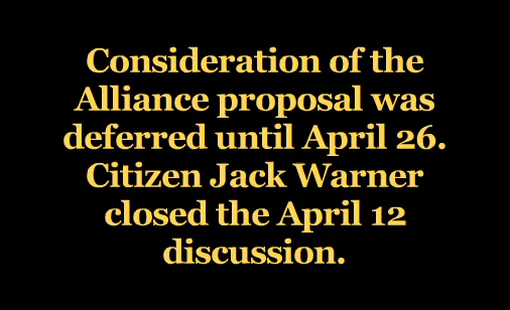 Consideration of the
Alliance proposal was
deferred until April 26.
Citizen Jack Warner
closed the April 12
discussion.